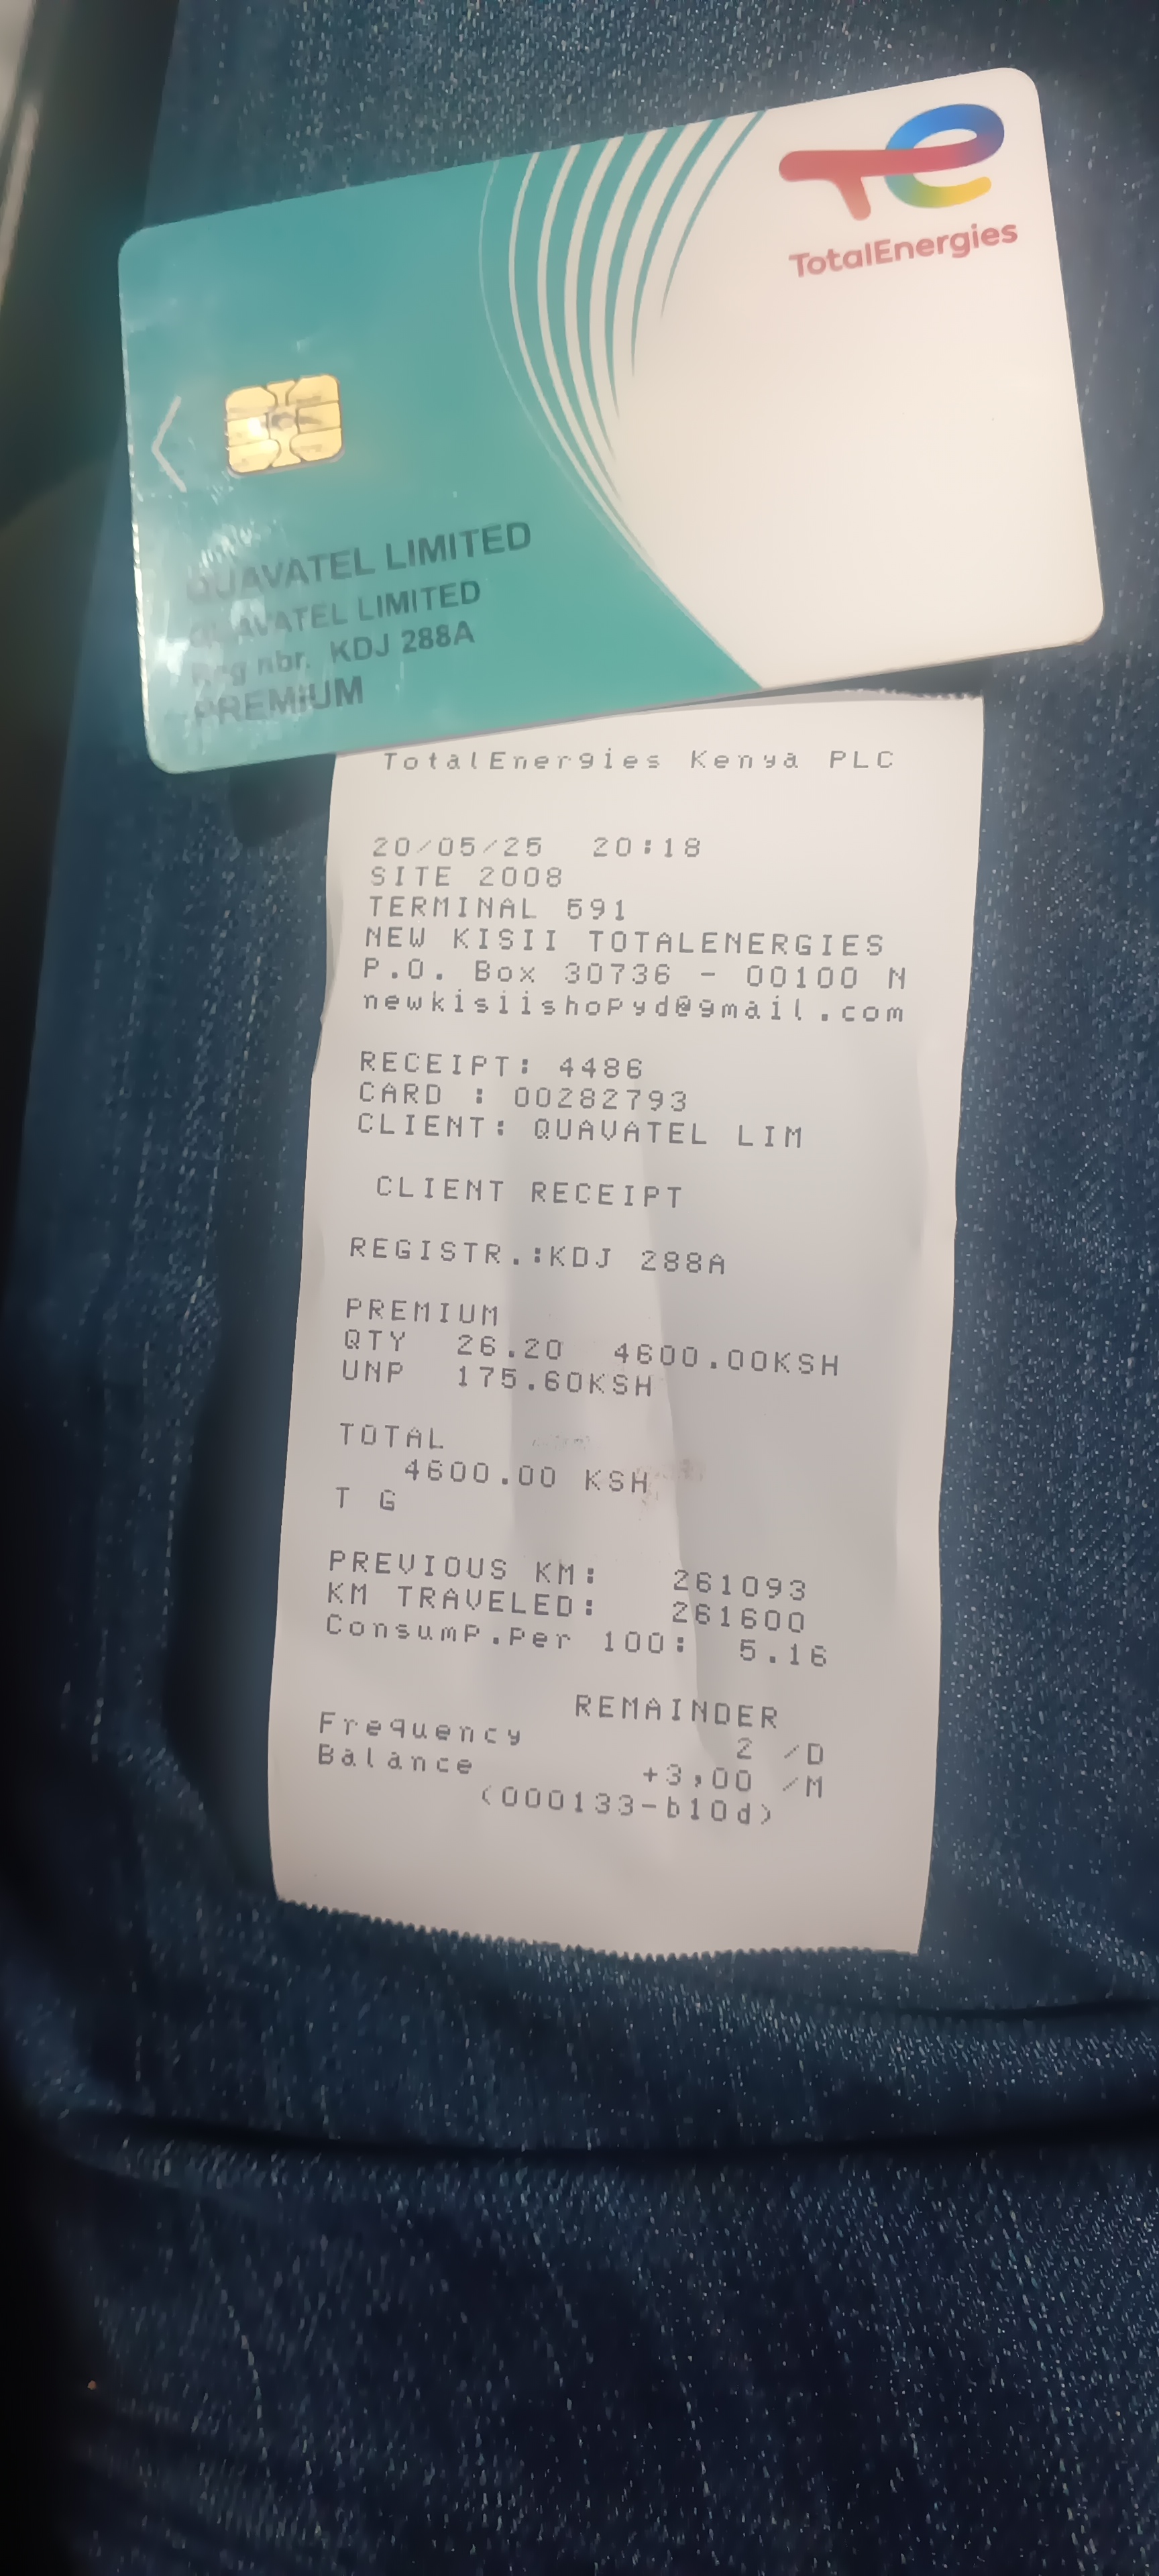 TotalEnergies
QUAVATEL LIMITED
QUAVATEL LIMITED
Reg nbr. KDJ 288A
PREMIUM
TotalEnergies Kenya PLC
20/05/25 20:18
SITE 2008
TERMINAL 591
NEW KISII TOTALENERGIES
P.O. Box 30736 - 00100 N
newkisiishopyd@gmail.com
RECEIPT: 4486
CARD : 00282793
CLIENT: QUAVATEL LIM
CLIENT RECEIPT
REGISTR.:KDJ 288A
PREMIUM
QTY 26.20 4600.00KSH
UNP 175.60KSH
TOTAL
4600.00 KSH
T G
PREVIOUS KM: 261093
KM TRAVELED: 261600
Consump.Per 100: 5.16
REMAINDER
Frequency 2 /D
Balance +3,00 /M
(000133-b10d)